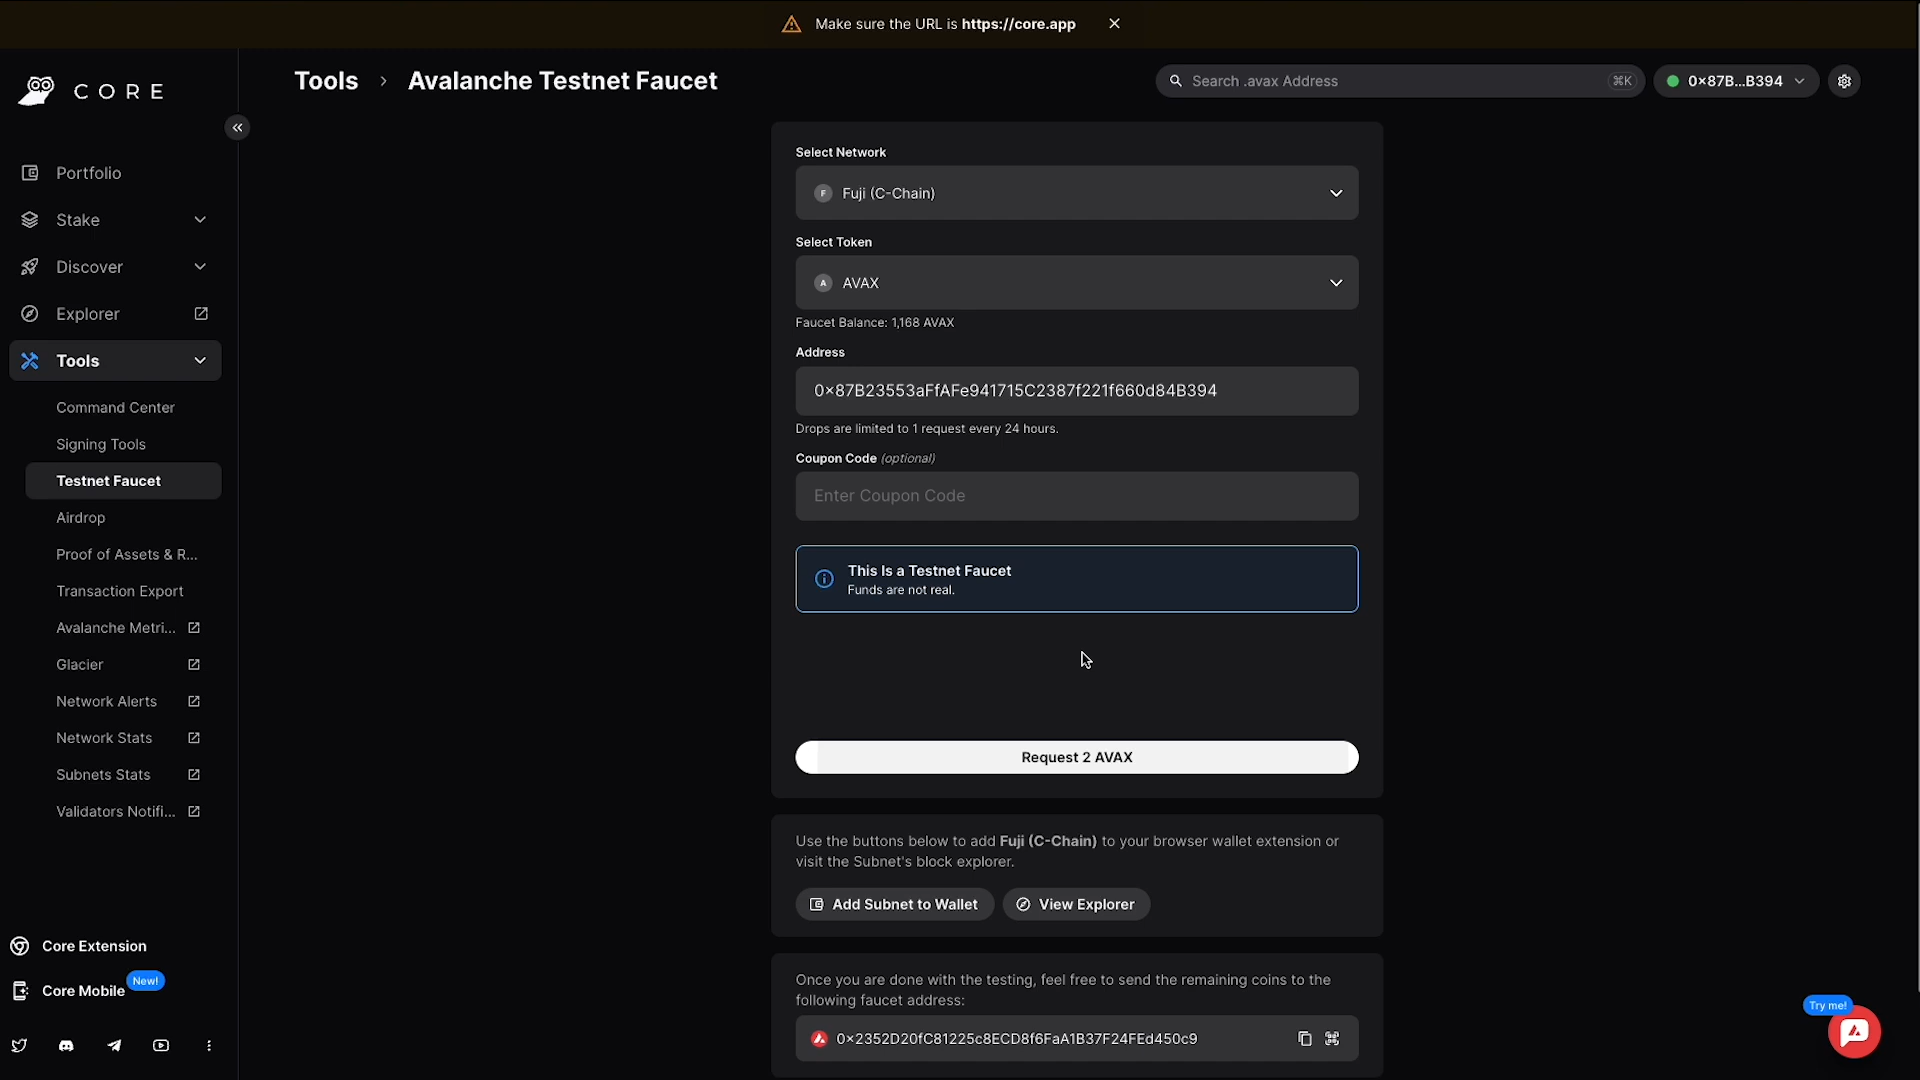 Make sure the URL is https://core.app
CORE
Tools > Avalanche Testnet Faucet
Search .avax Address
⌘K
0x87B...B394
Portfolio
Stake
Discover
Explorer
Tools
Command Center
Signing Tools
Testnet Faucet
Airdrop
Proof of Assets & R...
Transaction Export
Avalanche Metri...
Glacier
Network Alerts
Network Stats
Subnets Stats
Validators Notifi...
Core Extension
Core Mobile
New!
Select Network
F Fuji (C-Chain)
Select Token
A AVAX
Faucet Balance: 1,168 AVAX
Address
0x87B23553aFfAFe941715C2387f221f660d84B394
Drops are limited to 1 request every 24 hours.
Coupon Code (optional)
Enter Coupon Code
This Is a Testnet Faucet
Funds are not real.
Request 2 AVAX
Use the buttons below to add Fuji (C-Chain) to your browser wallet extension or
visit the Subnet's block explorer.
Add Subnet to Wallet
View Explorer
Once you are done with the testing, feel free to send the remaining coins to the
following faucet address:
0x2352D20fC81225c8ECD8f6FaA1B37F24FEd450c9
Try me!